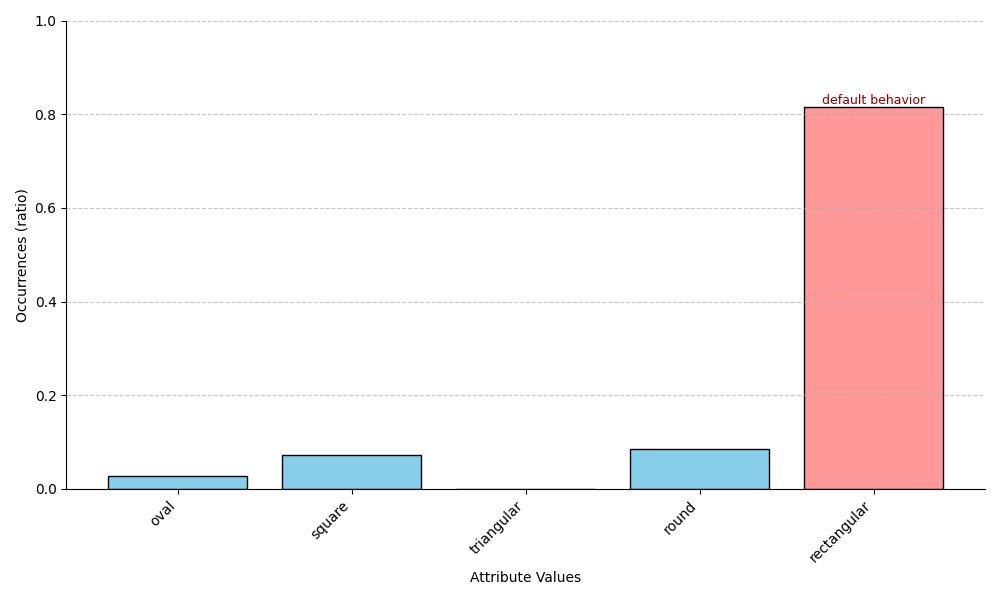 1.0
0.8
0.6
0.4
0.2
0.0
Occurrences (ratio)
default behavior
oval
square
triangular
round
rectangular
Attribute Values